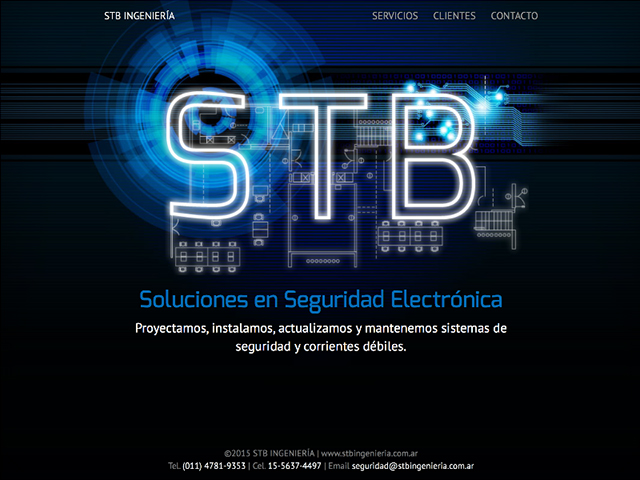 STB INGENIERÍA SERVICIOS CLIENTES CONTACTO
STB
Soluciones en Seguridad Electrónica
Proyectamos, instalamos, actualizamos y mantenemos sistemas de
seguridad y corrientes débiles.
©2015 STB INGENIERÍA | www.stbingenieria.com.ar
Tel. (011) 4781-9353 | Cel. 15-5637-4497 | Email seguridad@stbingenieria.com.ar